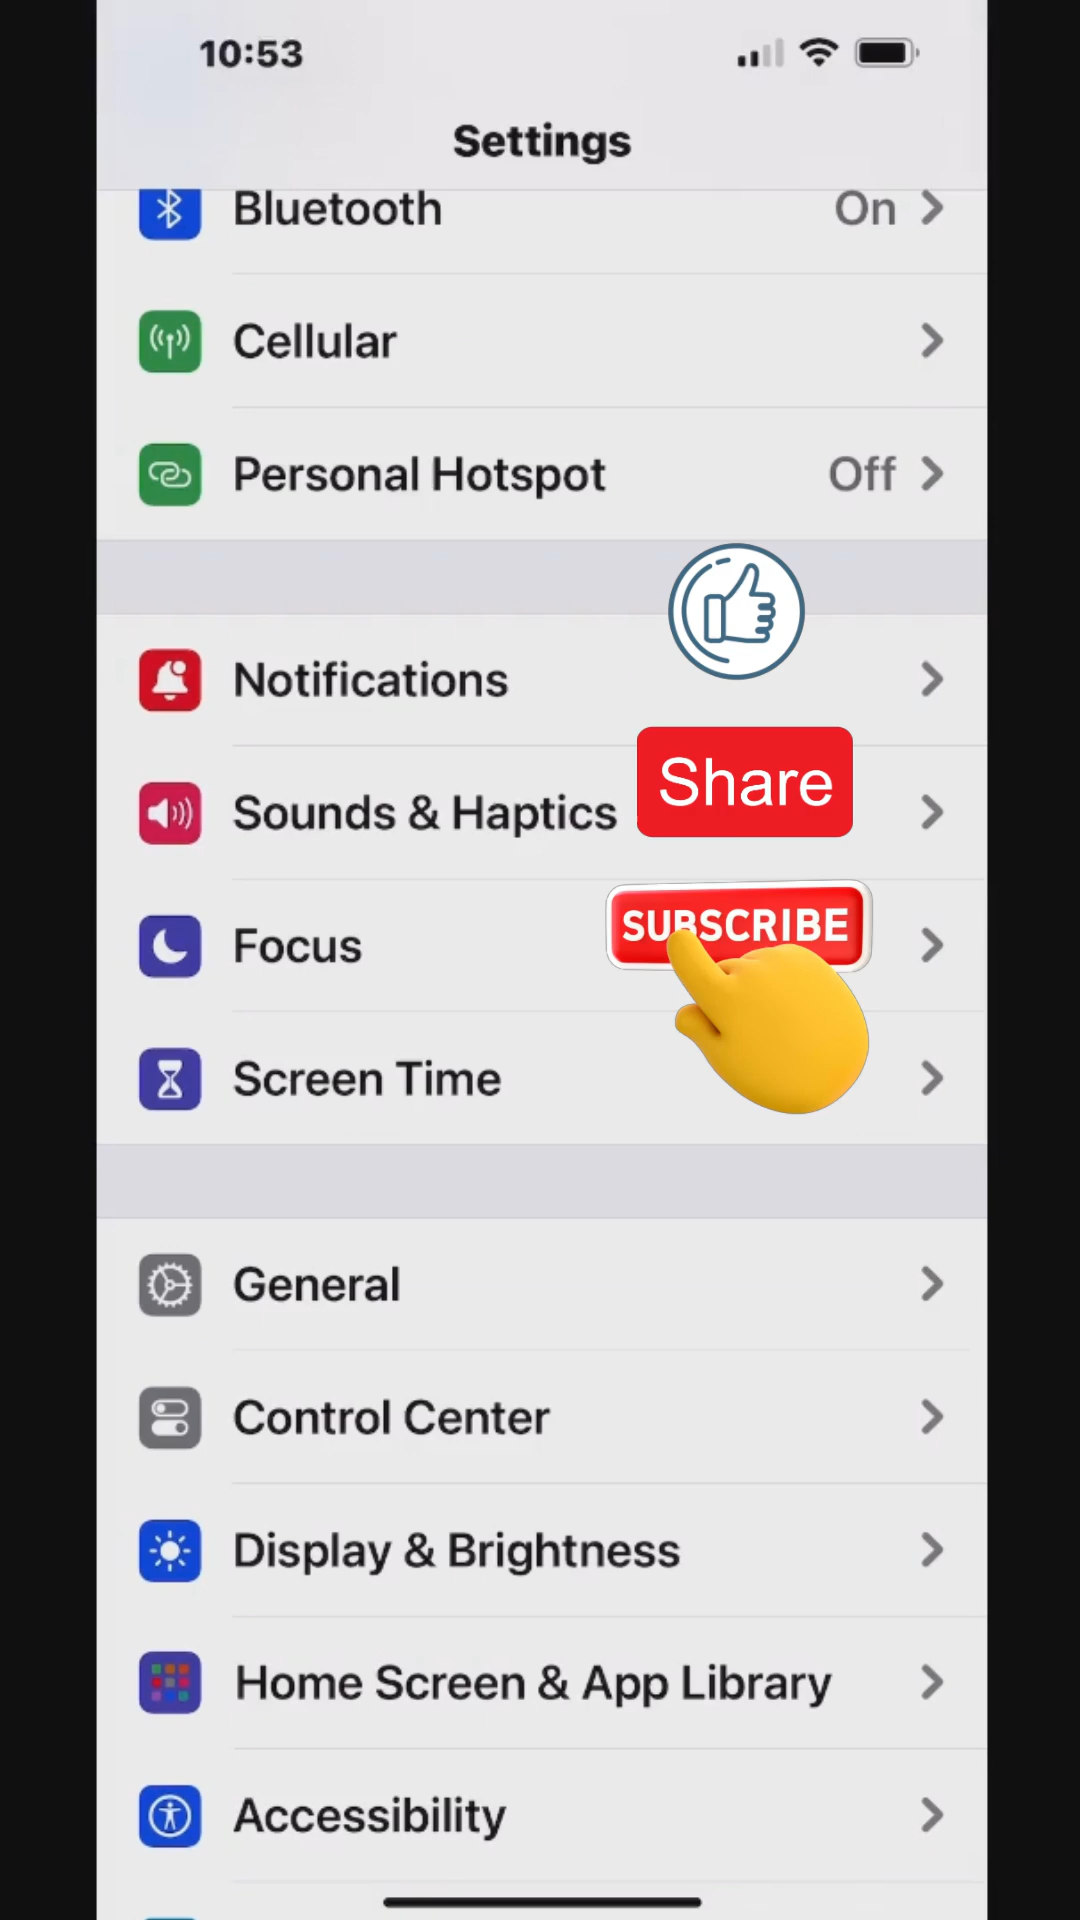 10:53
Settings
Bluetooth On
Cellular
Personal Hotspot Off
Notifications
Share
Sounds & Haptics
SUBSCRIBE
Focus
Screen Time
General
Control Center
Display & Brightness
Home Screen & App Library
Accessibility